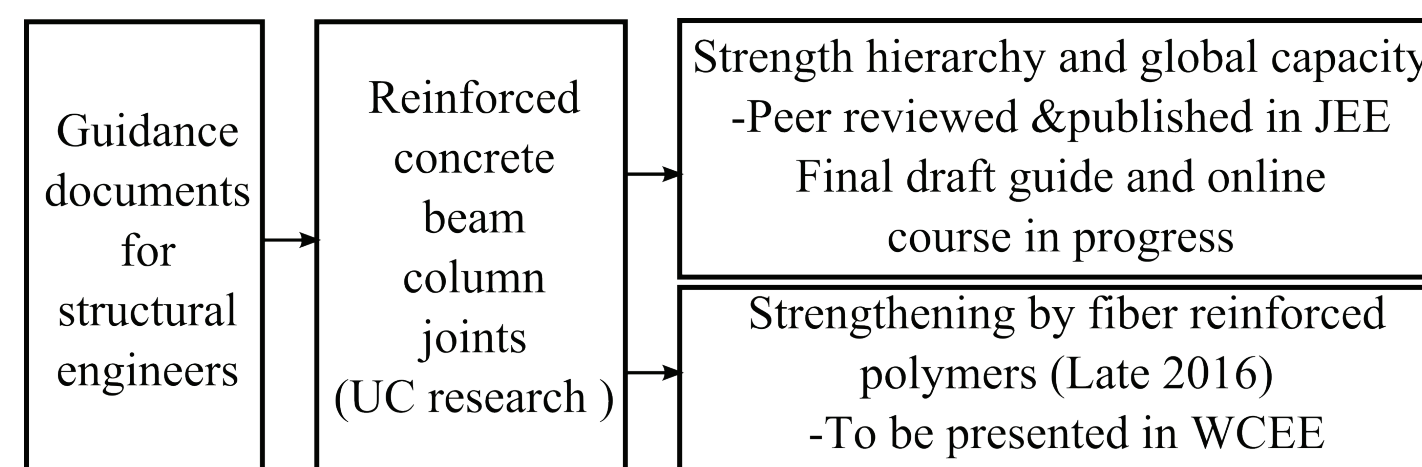 Guidance
documents
for
structural
engineers
Reinforced
concrete
beam
column
joints
(UC research )
Strength hierarchy and global capacity
-Peer reviewed &published in JEE
Final draft guide and online
course in progress
Strengthening by fiber reinforced
polymers (Late 2016)
-To be presented in WCEE